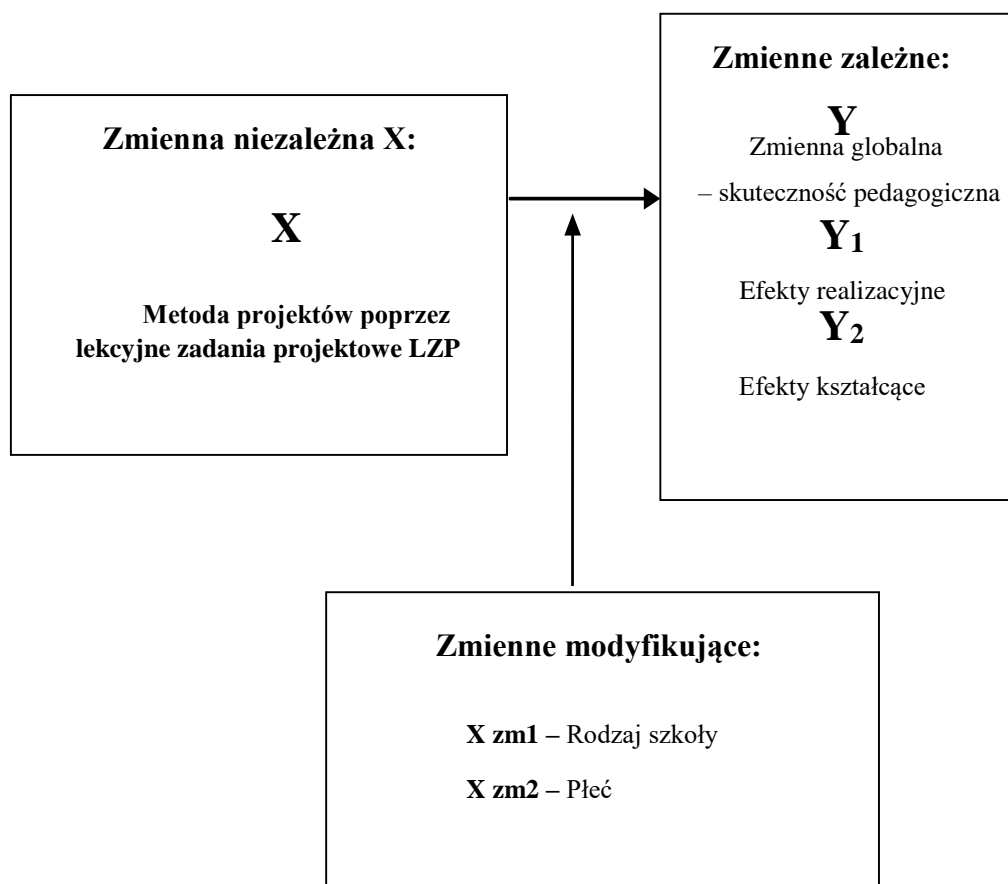 Zmienna niezależna X:
X
Metoda projektów poprzez
lekcyjne zadania projektowe LZP
Zmienne zależne:
Y
Zmienna globalna
– skuteczność pedagogiczna
Y1
Efekty realizacyjne
Y2
Efekty kształcące
Zmienne modyfikujące:
X zm1 – Rodzaj szkoły
X zm2 – Płeć